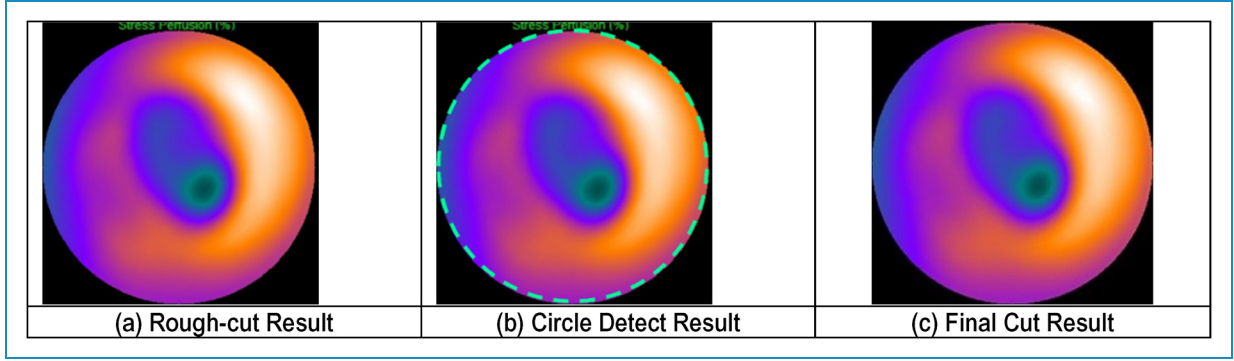 Stress Perfusion (%)
Stress Perfusion (%)
(a) Rough-cut Result
(b) Circle Detect Result
(c) Final Cut Result